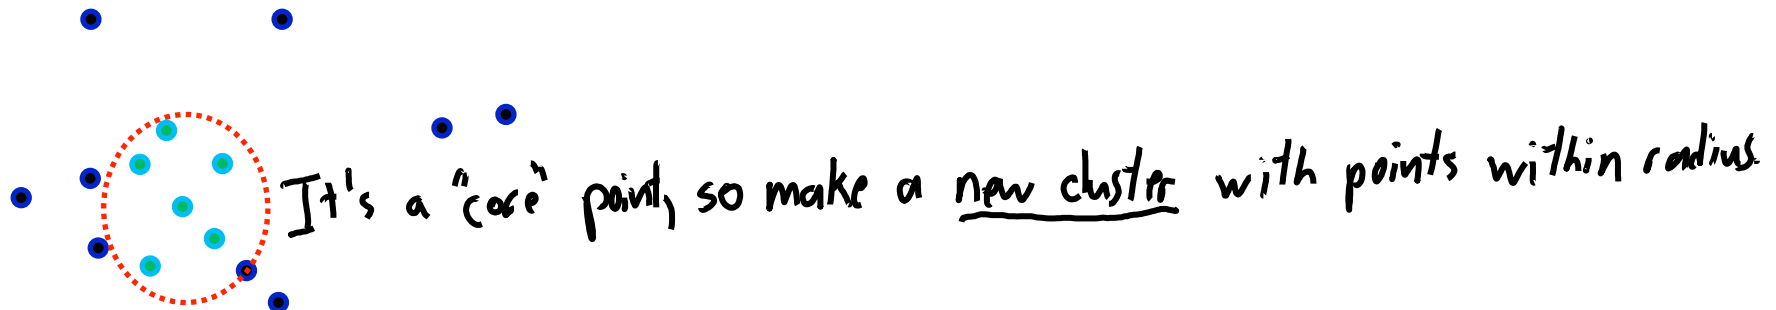 It's a "core" point, so make a new cluster with points within radius.